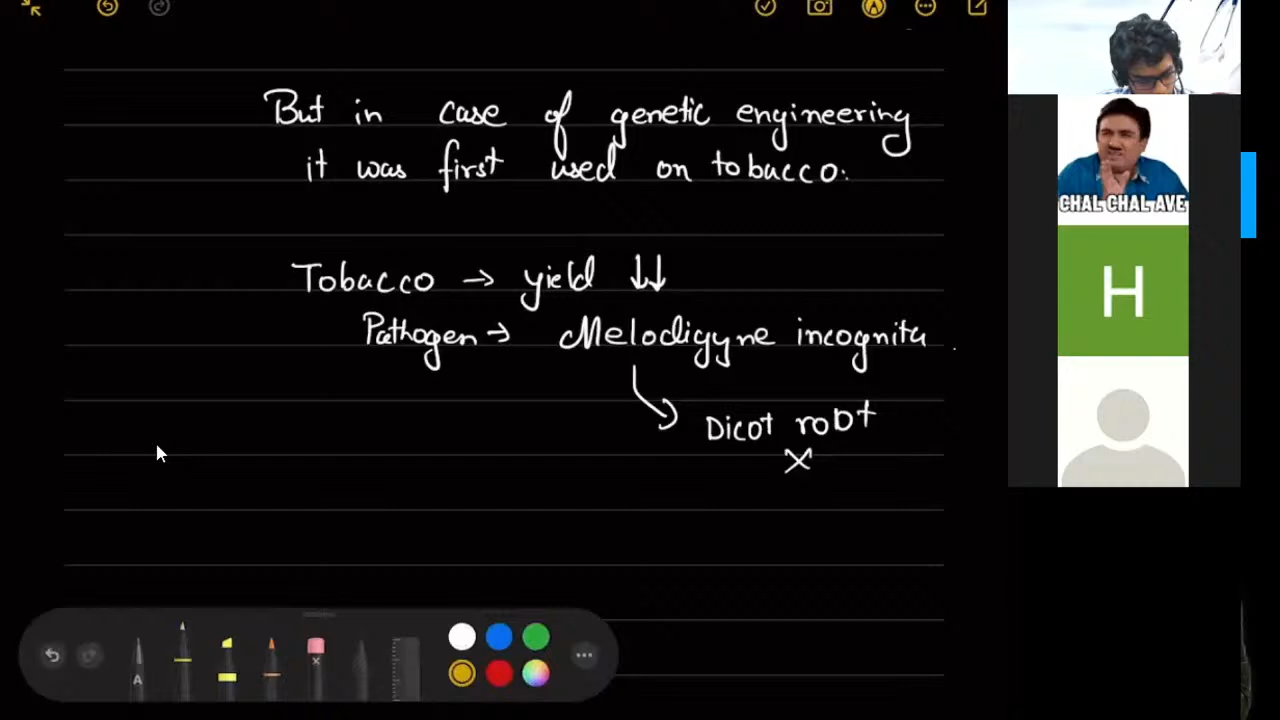 But in case of genetic engineering
it was first used on tobacco.
Tobacco → yield ↓↓
Pathogen → Melodigyne incognita
Dicot root
X
CHAL CHAL AVE
H
A